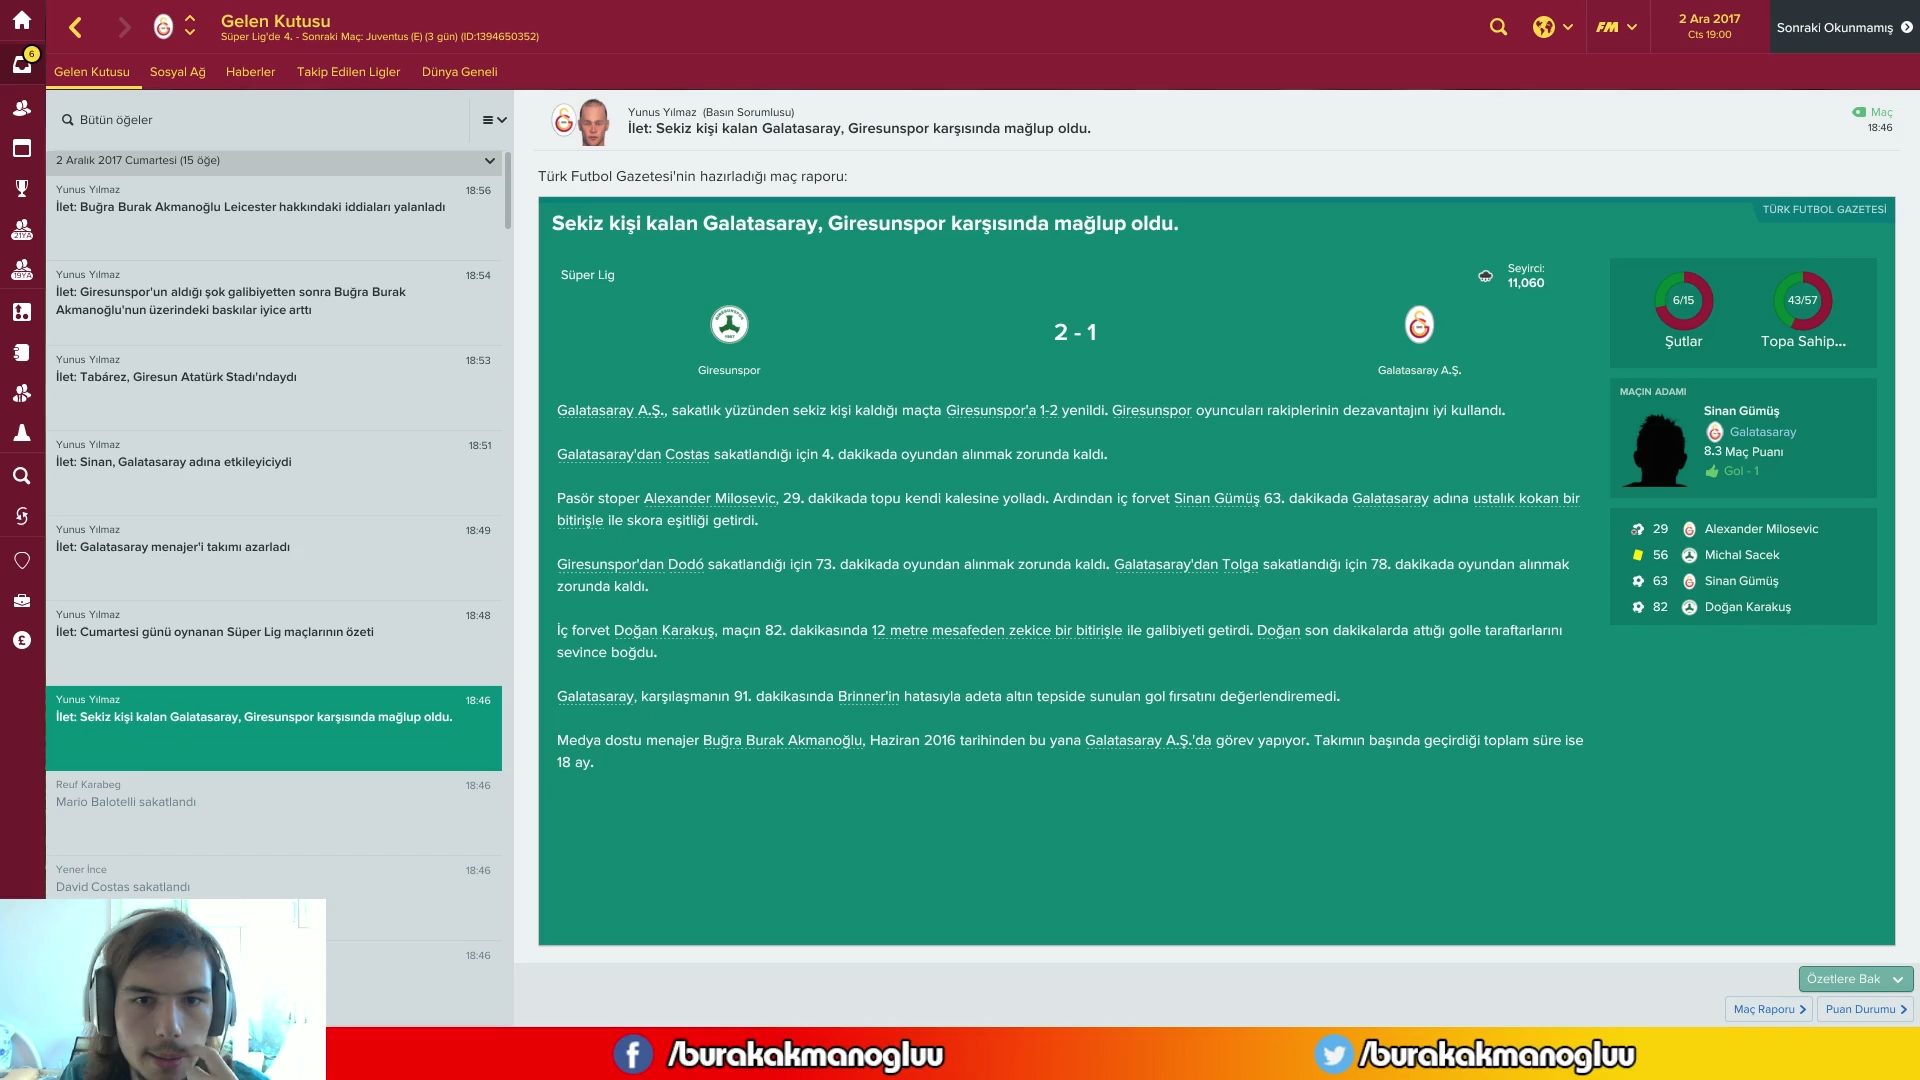 Gelen Kutusu
Süper Lig'de 4. - Sonraki Maç: Juventus (E) (3 gün) (ID:1394650352)
FM
2 Ara 2017
Cts 19:00
Sonraki Okunmamış
6
Gelen Kutusu
Sosyal Ağ
Haberler
Takip Edilen Ligler
Dünya Geneli
Bütün öğeler
2 Aralık 2017 Cumartesi (15 öğe)
Yunus Yılmaz 18:56
İlet: Buğra Burak Akmanoğlu Leicester hakkındaki iddiaları yalanladı
Yunus Yılmaz 18:54
İlet: Giresunspor'un aldığı şok galibiyetten sonra Buğra Burak
Akmanoğlu'nun üzerindeki baskılar iyice arttı
Yunus Yılmaz 18:53
İlet: Tabárez, Giresun Atatürk Stadı'ndaydı
Yunus Yılmaz 18:51
İlet: Sinan, Galatasaray adına etkileyiciydi
Yunus Yılmaz 18:49
İlet: Galatasaray menajer'i takımı azarladı
Yunus Yılmaz 18:48
İlet: Cumartesi günü oynanan Süper Lig maçlarının özeti
Yunus Yılmaz 18:46
İlet: Sekiz kişi kalan Galatasaray, Giresunspor karşısında mağlup oldu.
Reuf Karabeg 18:46
Mario Balotelli sakatlandı
Yener İnce 18:46
David Costas sakatlandı
18:46
Yunus Yılmaz (Basın Sorumlusu)
İlet: Sekiz kişi kalan Galatasaray, Giresunspor karşısında mağlup oldu.
Maç
18:46
Türk Futbol Gazetesi'nin hazırladığı maç raporu:
TÜRK FUTBOL GAZETESİ
Sekiz kişi kalan Galatasaray, Giresunspor karşısında mağlup oldu.
Süper Lig
Seyirci:
11,060
2 - 1
Giresunspor
Galatasaray A.Ş.
Galatasaray A.Ş., sakatlık yüzünden sekiz kişi kaldığı maçta Giresunspor'a 1-2 yenildi. Giresunspor oyuncuları rakiplerinin dezavantajını iyi kullandı.
Galatasaray'dan Costas sakatlandığı için 4. dakikada oyundan alınmak zorunda kaldı.
Pasör stoper Alexander Milosevic, 29. dakikada topu kendi kalesine yolladı. Ardından iç forvet Sinan Gümüş 63. dakikada Galatasaray adına ustalık kokan bir
bitirişle ile skora eşitliği getirdi.
Giresunspor'dan Dodó sakatlandığı için 73. dakikada oyundan alınmak zorunda kaldı. Galatasaray'dan Tolga sakatlandığı için 78. dakikada oyundan alınmak
zorunda kaldı.
İç forvet Doğan Karakuş, maçın 82. dakikasında 12 metre mesafeden zekice bir bitirişle ile galibiyeti getirdi. Doğan son dakikalarda attığı golle taraftarlarını
sevince boğdu.
Galatasaray, karşılaşmanın 91. dakikasında Brinner'in hatasıyla adeta altın tepside sunulan gol fırsatını değerlendiremedi.
Medya dostu menajer Buğra Burak Akmanoğlu, Haziran 2016 tarihinden bu yana Galatasaray A.Ş.'da görev yapıyor. Takımın başında geçirdiği toplam süre ise
18 ay.
6/15
43/57
Şutlar
Topa Sahip...
MAÇIN ADAMI
Sinan Gümüş
Galatasaray
8.3 Maç Puanı
Gol - 1
29 Alexander Milosevic
56 Michal Sacek
63 Sinan Gümüş
82 Doğan Karakuş
Özetlere Bak
Maç Raporu
Puan Durumu
/burakakmanogluu
/burakakmanogluu